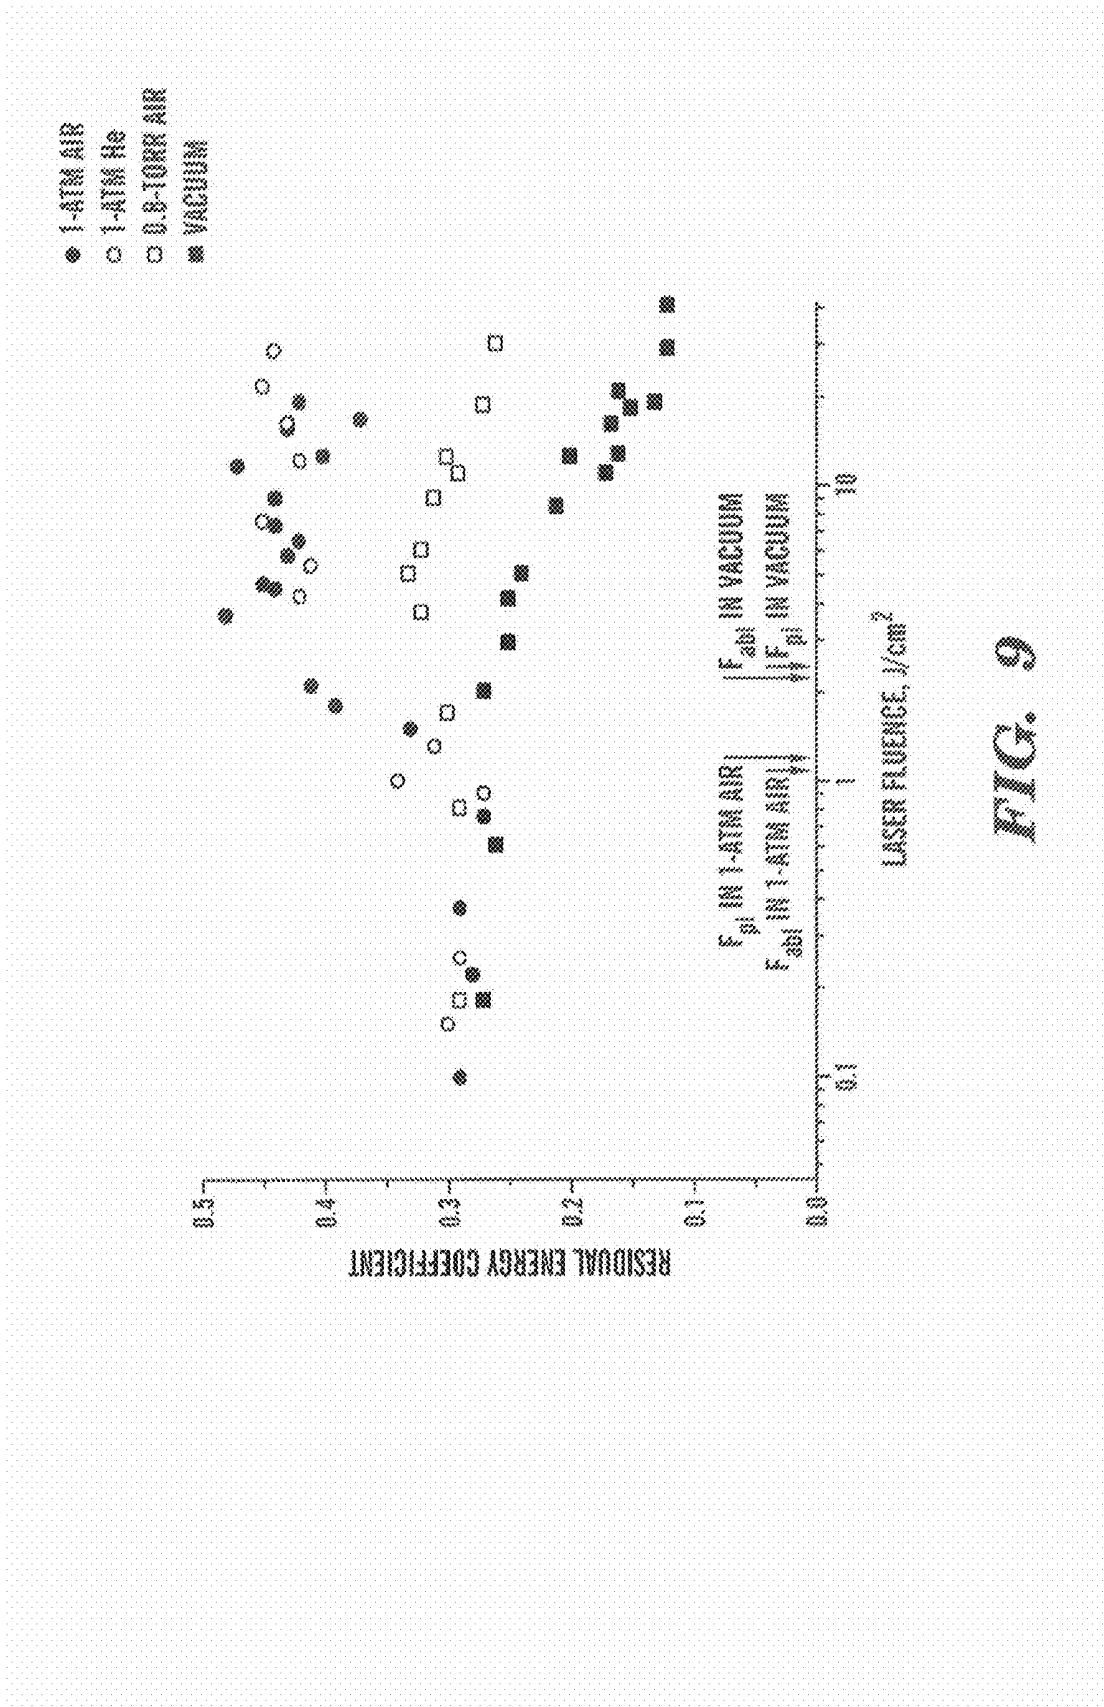 ● 1-ATM AIR
○ 1-ATM He
□ 0.8-TORR AIR
■ VACUUM
RESIDUAL ENERGY COEFFICIENT
0.5
0.4
0.3
0.2
0.1
0.0
F_pl IN 1-ATM AIR
F_abl IN 1-ATM AIR
F_abl IN VACUUM
F_pl IN VACUUM
0.1
1
10
LASER FLUENCE, J/cm²
FIG. 9